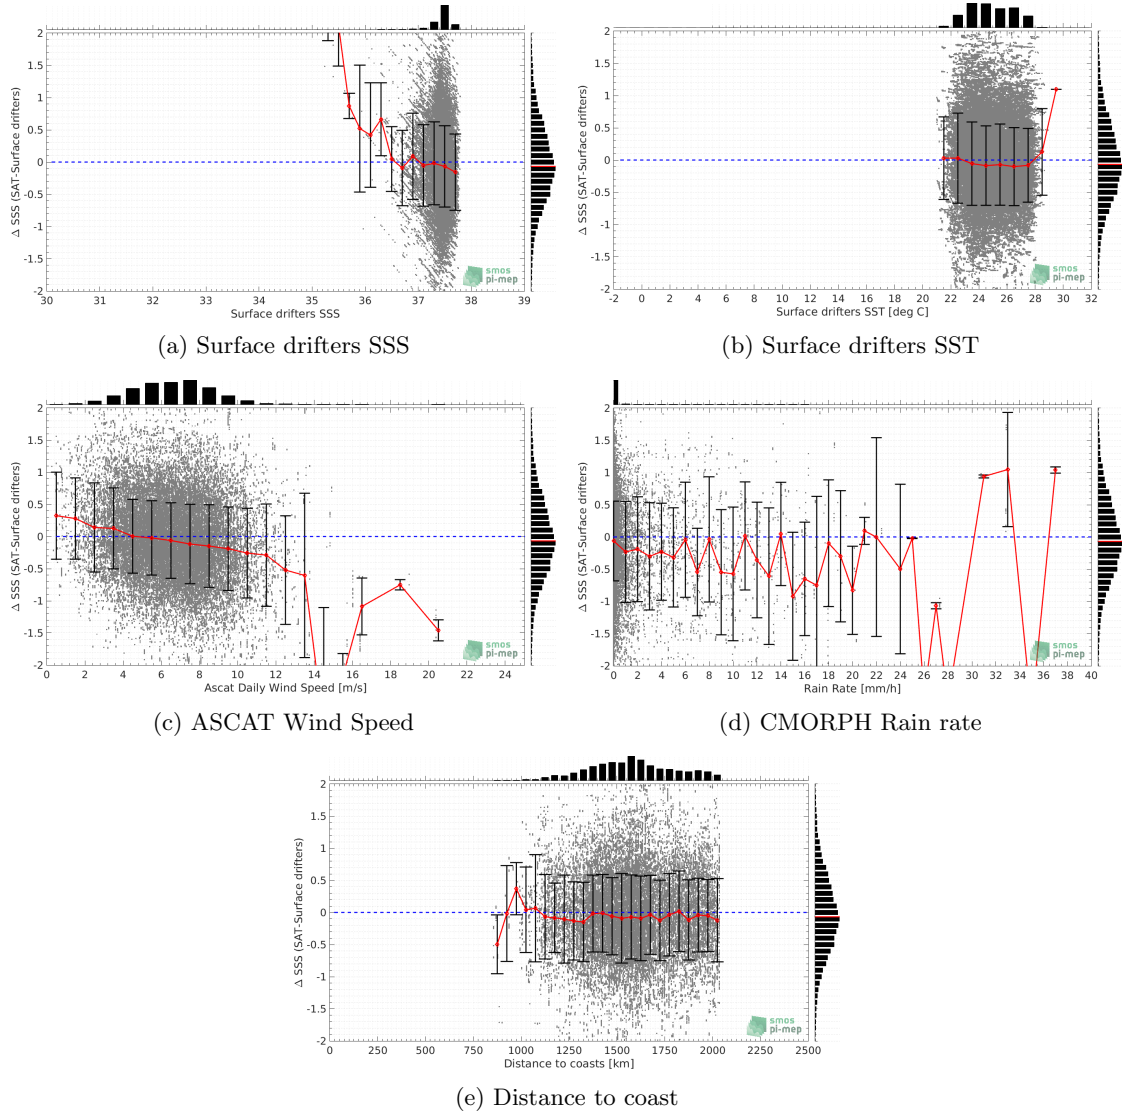 2
1.5
1
0.5
0
-0.5
-1
-1.5
-2
Δ SSS (SAT-Surface drifters)
30 31 32 33 34 35 36 37 38 39
Surface drifters SSS
smos
pi-mep
(a) Surface drifters SSS
2
1.5
1
0.5
0
-0.5
-1
-1.5
-2
Δ SSS (SAT-Surface drifters)
-2 0 2 4 6 8 10 12 14 16 18 20 22 24 26 28 30 32
Surface drifters SST [deg C]
smos
pi-mep
(b) Surface drifters SST
2
1.5
1
0.5
0
-0.5
-1
-1.5
-2
Δ SSS (SAT-Surface drifters)
0 2 4 6 8 10 12 14 16 18 20 22 24
Ascat Daily Wind Speed [m/s]
smos
pi-mep
(c) ASCAT Wind Speed
2
1.5
1
0.5
0
-0.5
-1
-1.5
-2
Δ SSS (SAT-Surface drifters)
0 2 4 6 8 10 12 14 16 18 20 22 24 26 28 30 32 34 36 38 40
Rain Rate [mm/h]
smos
pi-mep
(d) CMORPH Rain rate
2
1.5
1
0.5
0
-0.5
-1
-1.5
-2
Δ SSS (SAT-Surface drifters)
0 250 500 750 1000 1250 1500 1750 2000 2250 2500
Distance to coasts [km]
smos
pi-mep
(e) Distance to coast